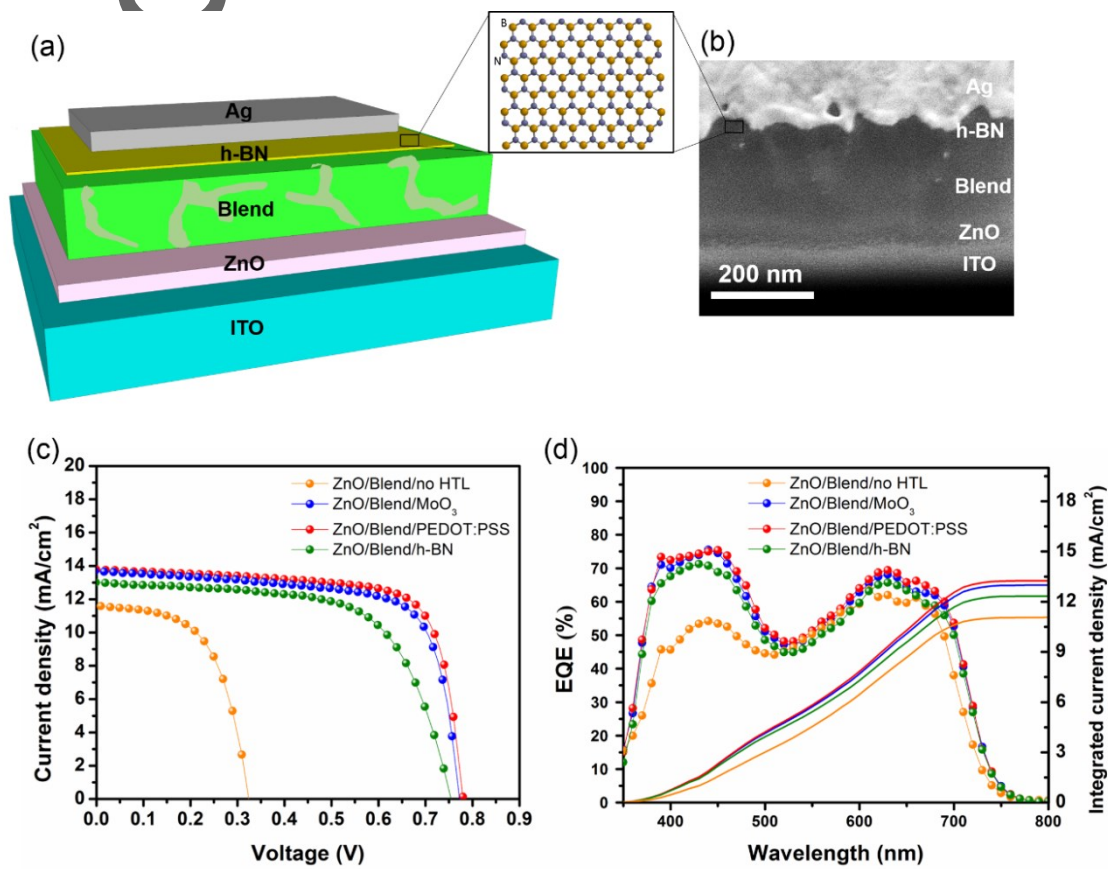 (a)
Ag
h-BN
Blend
ZnO
ITO
B
N
(b)
Ag
h-BN
Blend
ZnO
ITO
200 nm
(c)
Current density (mA/cm²)
20
18
16
14
12
10
8
6
4
2
0
ZnO/Blend/no HTL
ZnO/Blend/MoO₃
ZnO/Blend/PEDOT:PSS
ZnO/Blend/h-BN
0.0 0.1 0.2 0.3 0.4 0.5 0.6 0.7 0.8 0.9
Voltage (V)
(d)
EQE (%)
100
90
80
70
60
50
40
30
20
10
0
ZnO/Blend/no HTL
ZnO/Blend/MoO₃
ZnO/Blend/PEDOT:PSS
ZnO/Blend/h-BN
18
15
12
9
6
3
0
Integrated current density (mA/cm²)
400 500 600 700 800
Wavelength (nm)